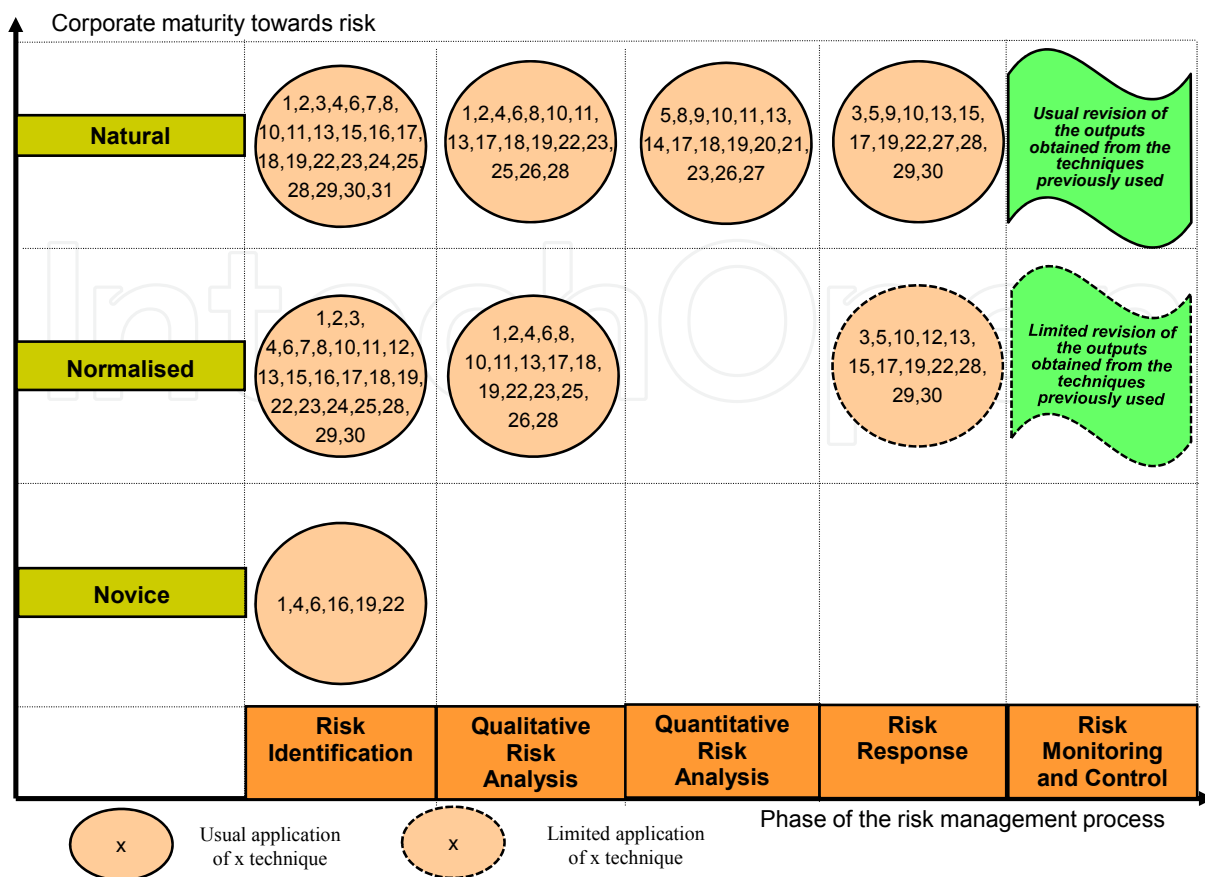 Corporate maturity towards risk
Natural
1,2,3,4,6,7,8,
10,11,13,15,16,17,
18,19,22,23,24,25,
28,29,30,31
1,2,4,6,8,10,11,
13,17,18,19,22,23,
25,26,28
5,8,9,10,11,13,
14,17,18,19,20,21,
23,26,27
3,5,9,10,13,15,
17,19,22,27,28,
29,30
Usual revision of
the outputs
obtained from the
techniques
previously used
Normalised
1,2,3,
4,6,7,8,10,11,12,
13,15,16,17,18,19,
22,23,24,25,28,
29,30
1,2,4,6,8,
10,11,13,17,18,
19,22,23,25,
26,28
3,5,10,12,13,
15,17,19,22,28,
29,30
Limited revision of
the outputs
obtained from the
techniques
previously used
Novice
1,4,6,16,19,22
Risk
Identification
Qualitative
Risk
Analysis
Quantitative
Risk
Analysis
Risk
Response
Risk
Monitoring
and Control
Phase of the risk management process
x
Usual application
of x technique
x
Limited application
of x technique
IntechOpen